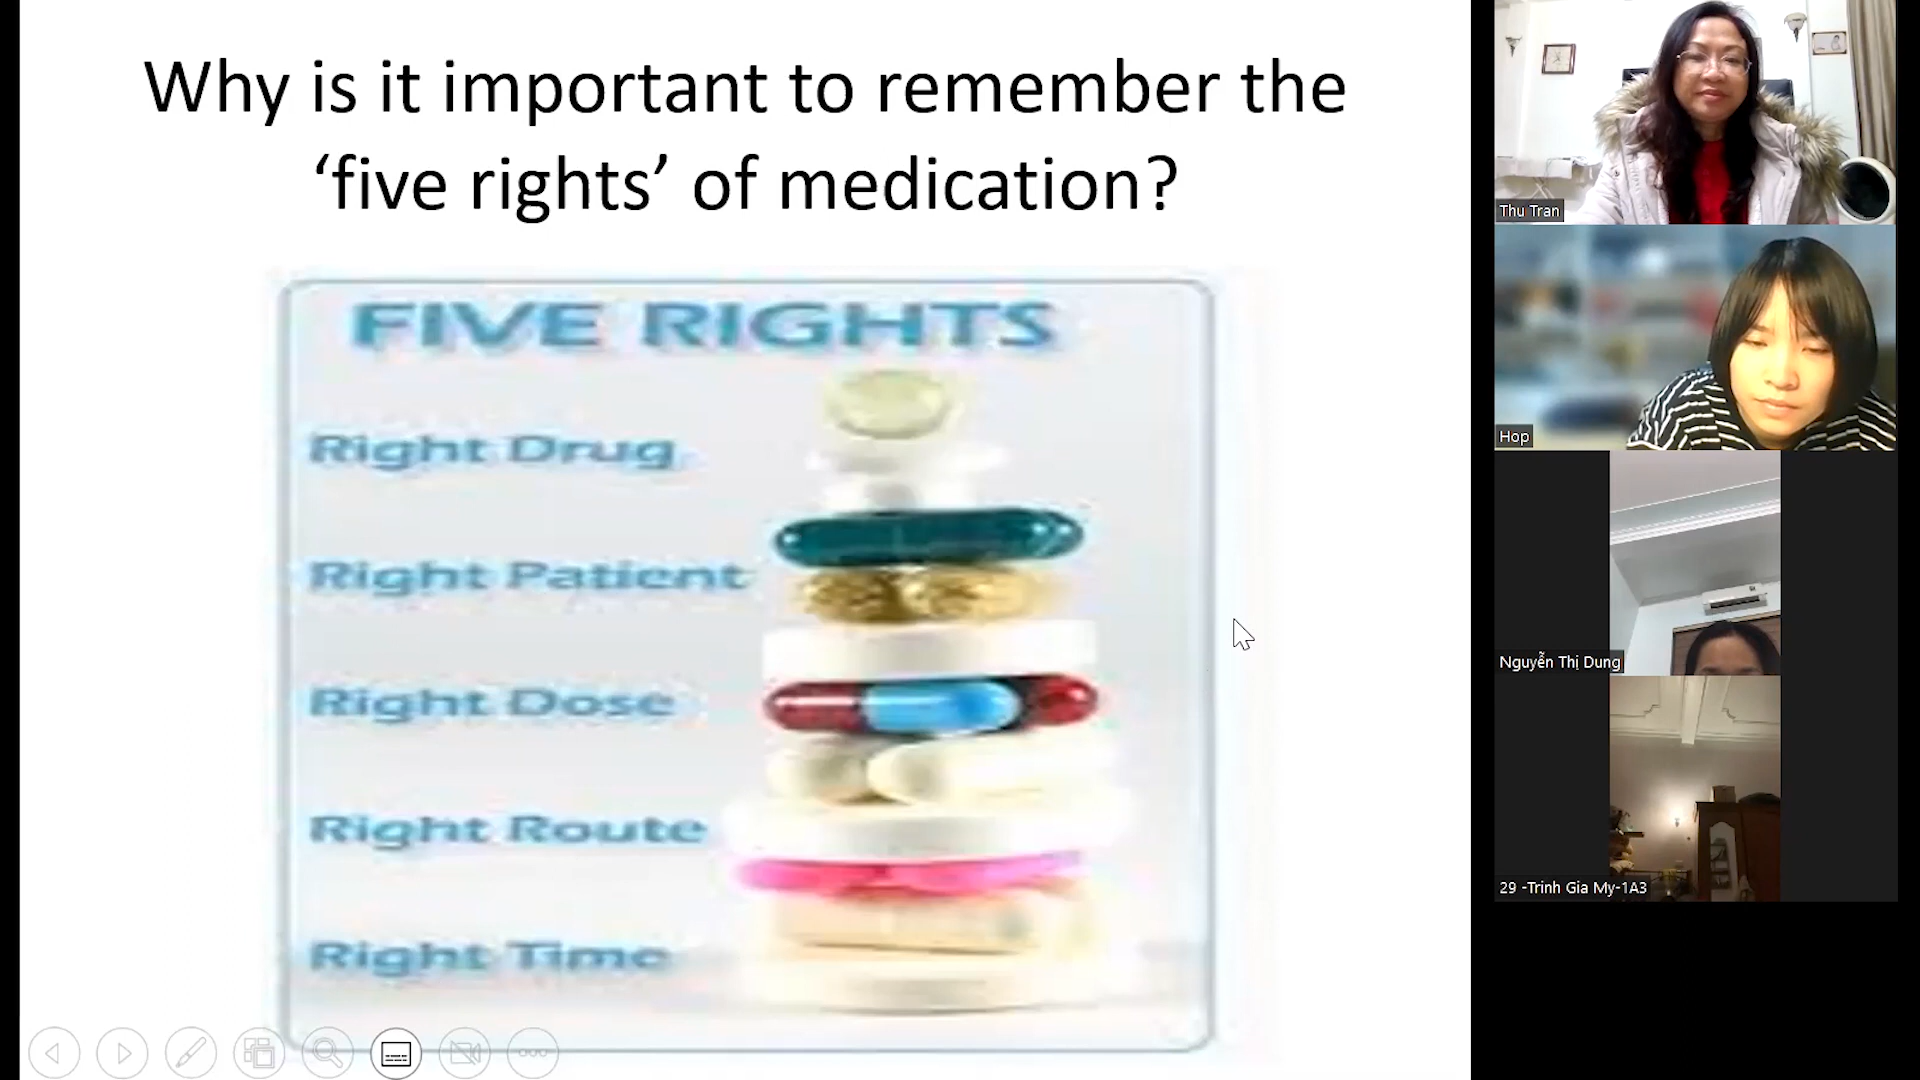 Why is it important to remember the
‘five rights’ of medication?
FIVE RIGHTS
Right Drug
Right Patient
Right Dose
Right Route
Right Time
Thu Tran
Hop
Nguyễn Thị Dung
29 -Trinh Gia My-1A3